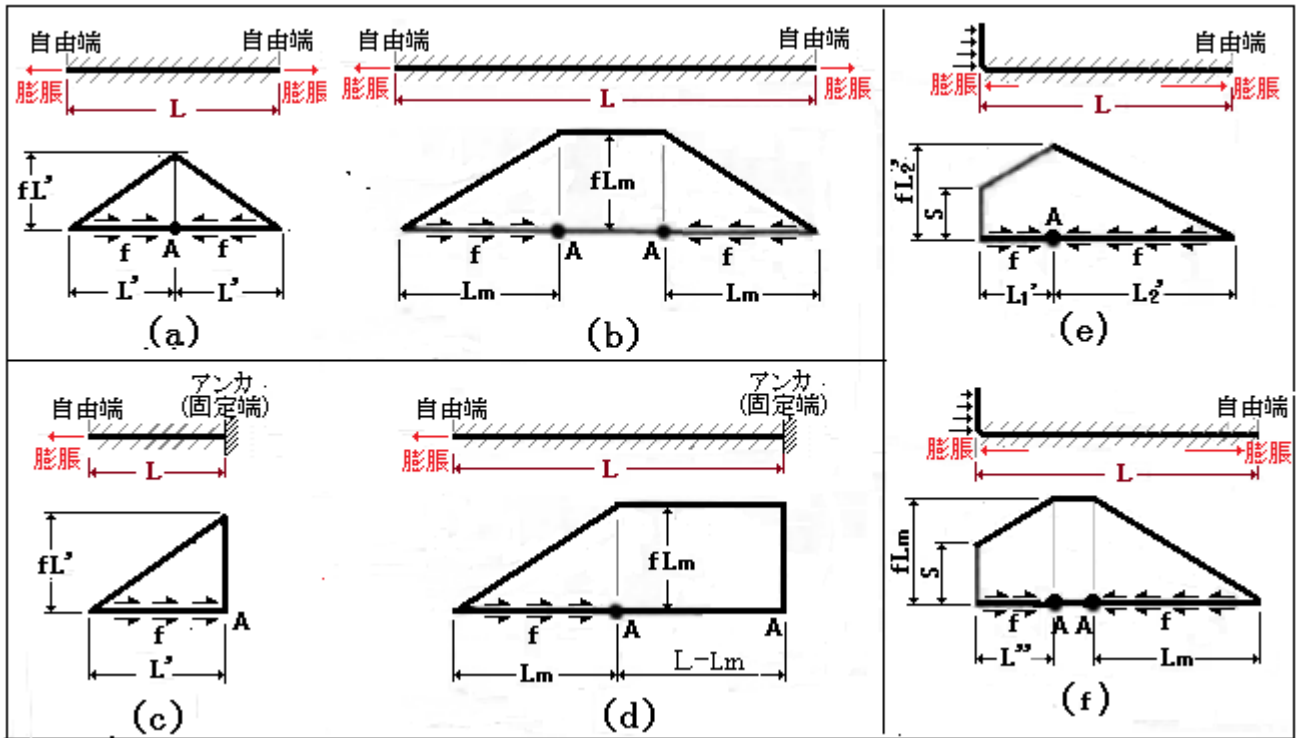 自由端 自由端
膨脹 膨脹
L
fL'
f A f
L' L'
(a)
自由端 自由端
膨脹 膨脹
L
fLm
f A A f
Lm Lm
(b)
自由端
膨脹 膨脹
L
fL2'
S
A
f f
L1' L2'
(e)
アンカ
自由端 (固定端)
膨脹
L
fL'
f A
L'
(c)
アンカ
自由端 (固定端)
膨脹
L
fLm
f A A
Lm L-Lm
(d)
自由端
膨脹 膨脹
L
fLm
S
f A A f
L'' Lm
(f)